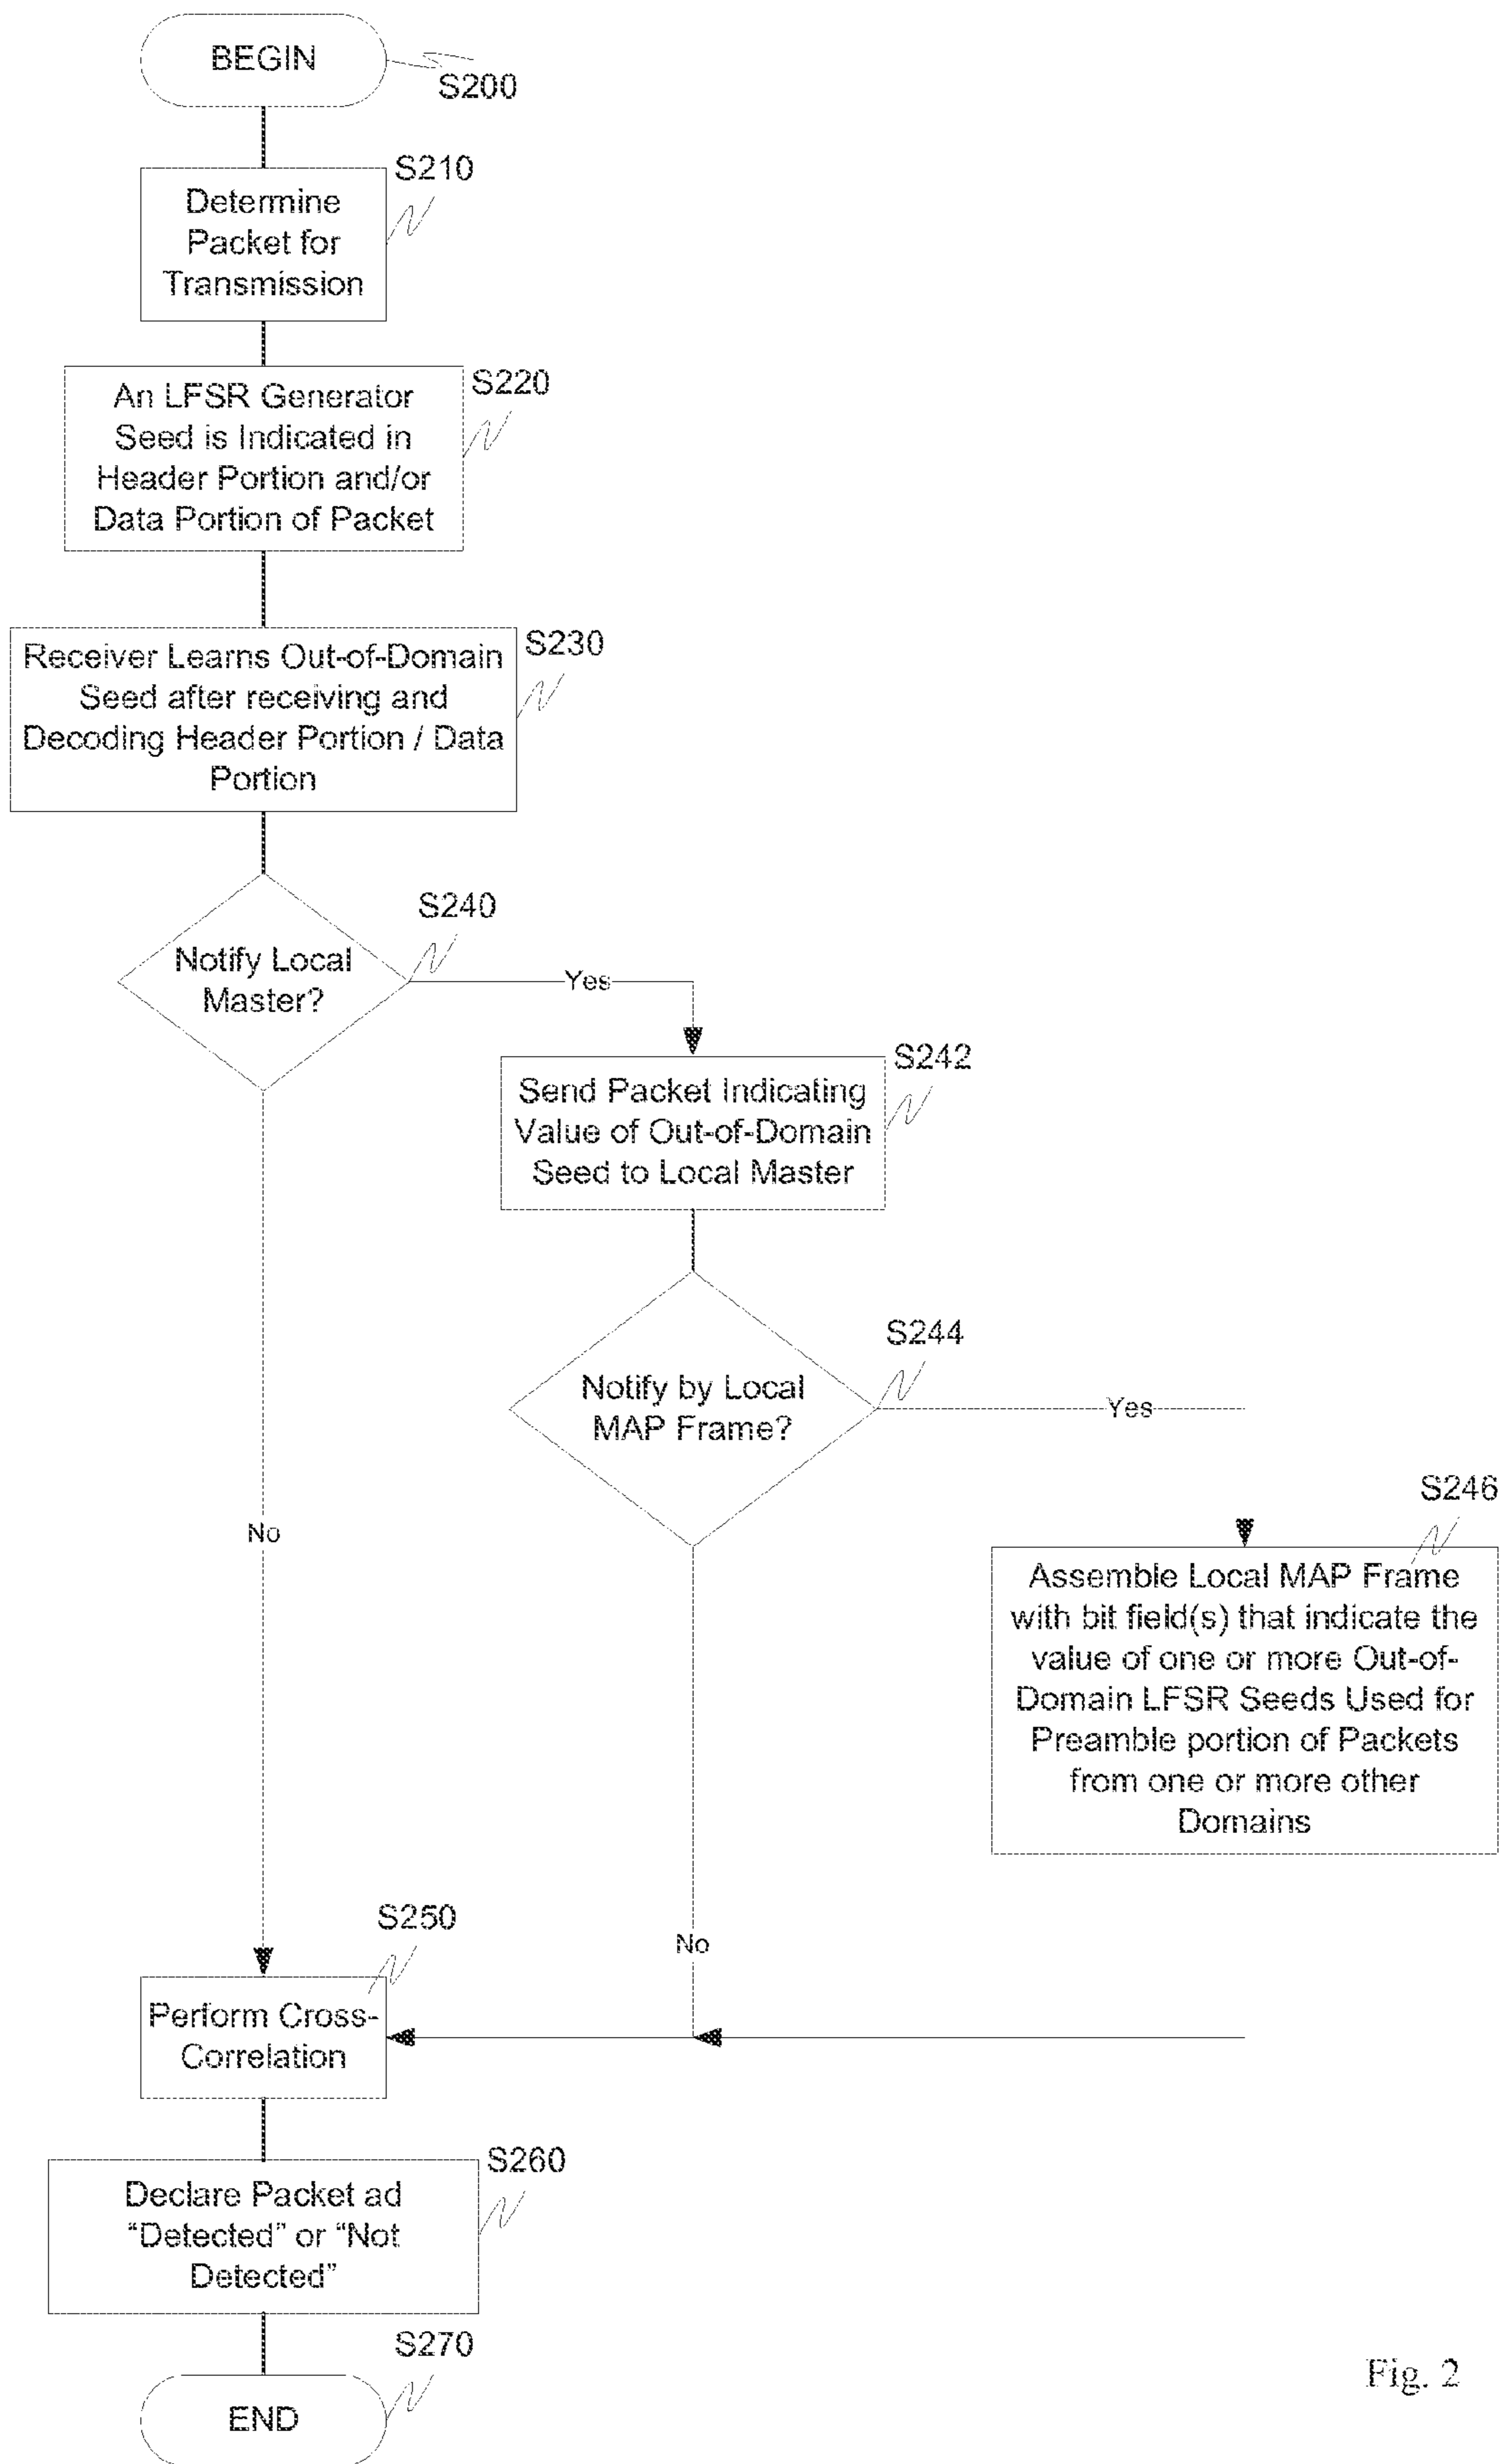 BEGIN
S200
S210
Determine
Packet for
Transmission
S220
An LFSR Generator
Seed is Indicated in
Header Portion and/or
Data Portion of Packet
S230
Receiver Learns Out-of-Domain
Seed after receiving and
Decoding Header Portion / Data
Portion
S240
Notify Local
Master?
Yes
S242
Send Packet Indicating
Value of Out-of-Domain
Seed to Local Master
S244
Notify by Local
MAP Frame?
Yes
S246
Assemble Local MAP Frame
with bit field(s) that indicate the
value of one or more Out-of-
Domain LFSR Seeds Used for
Preamble portion of Packets
from one or more other
Domains
No
No
S250
Perform Cross-
Correlation
S260
Declare Packet ad
“Detected” or “Not
Detected”
S270
END
Fig. 2